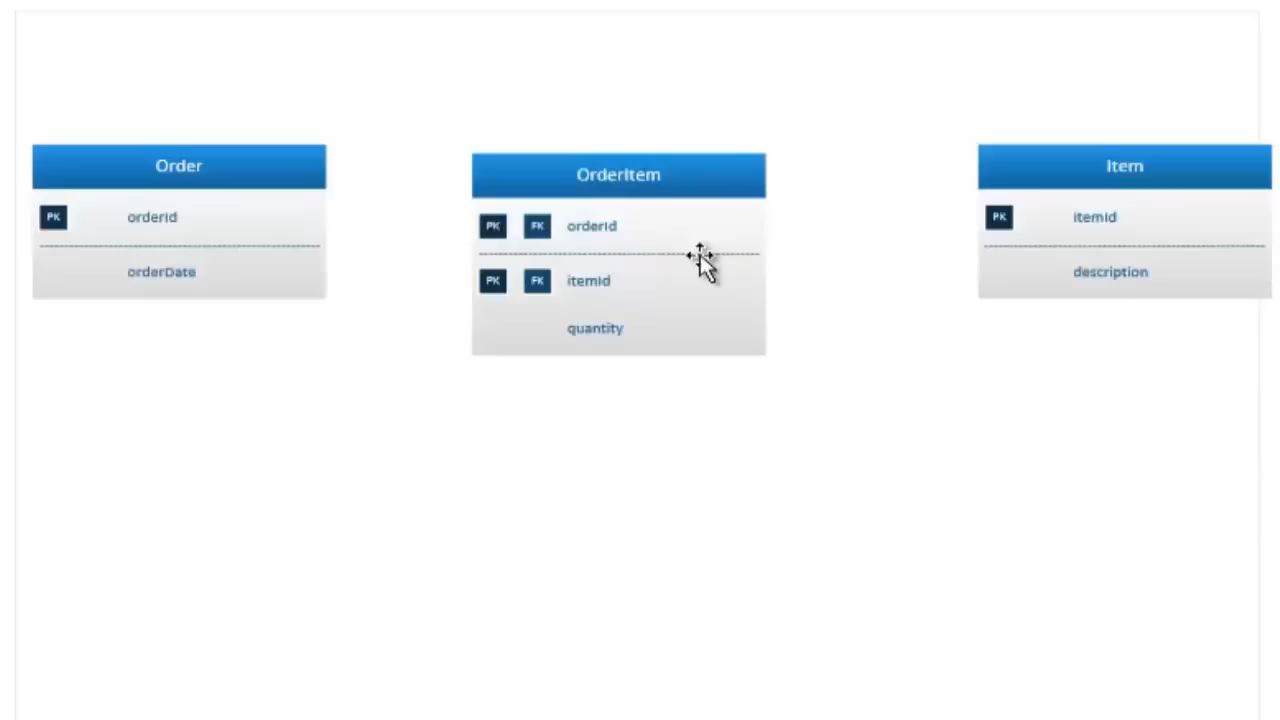 Order
PK orderId
orderDate
OrderItem
PK FK orderId
PK FK itemId
quantity
Item
PK itemId
description